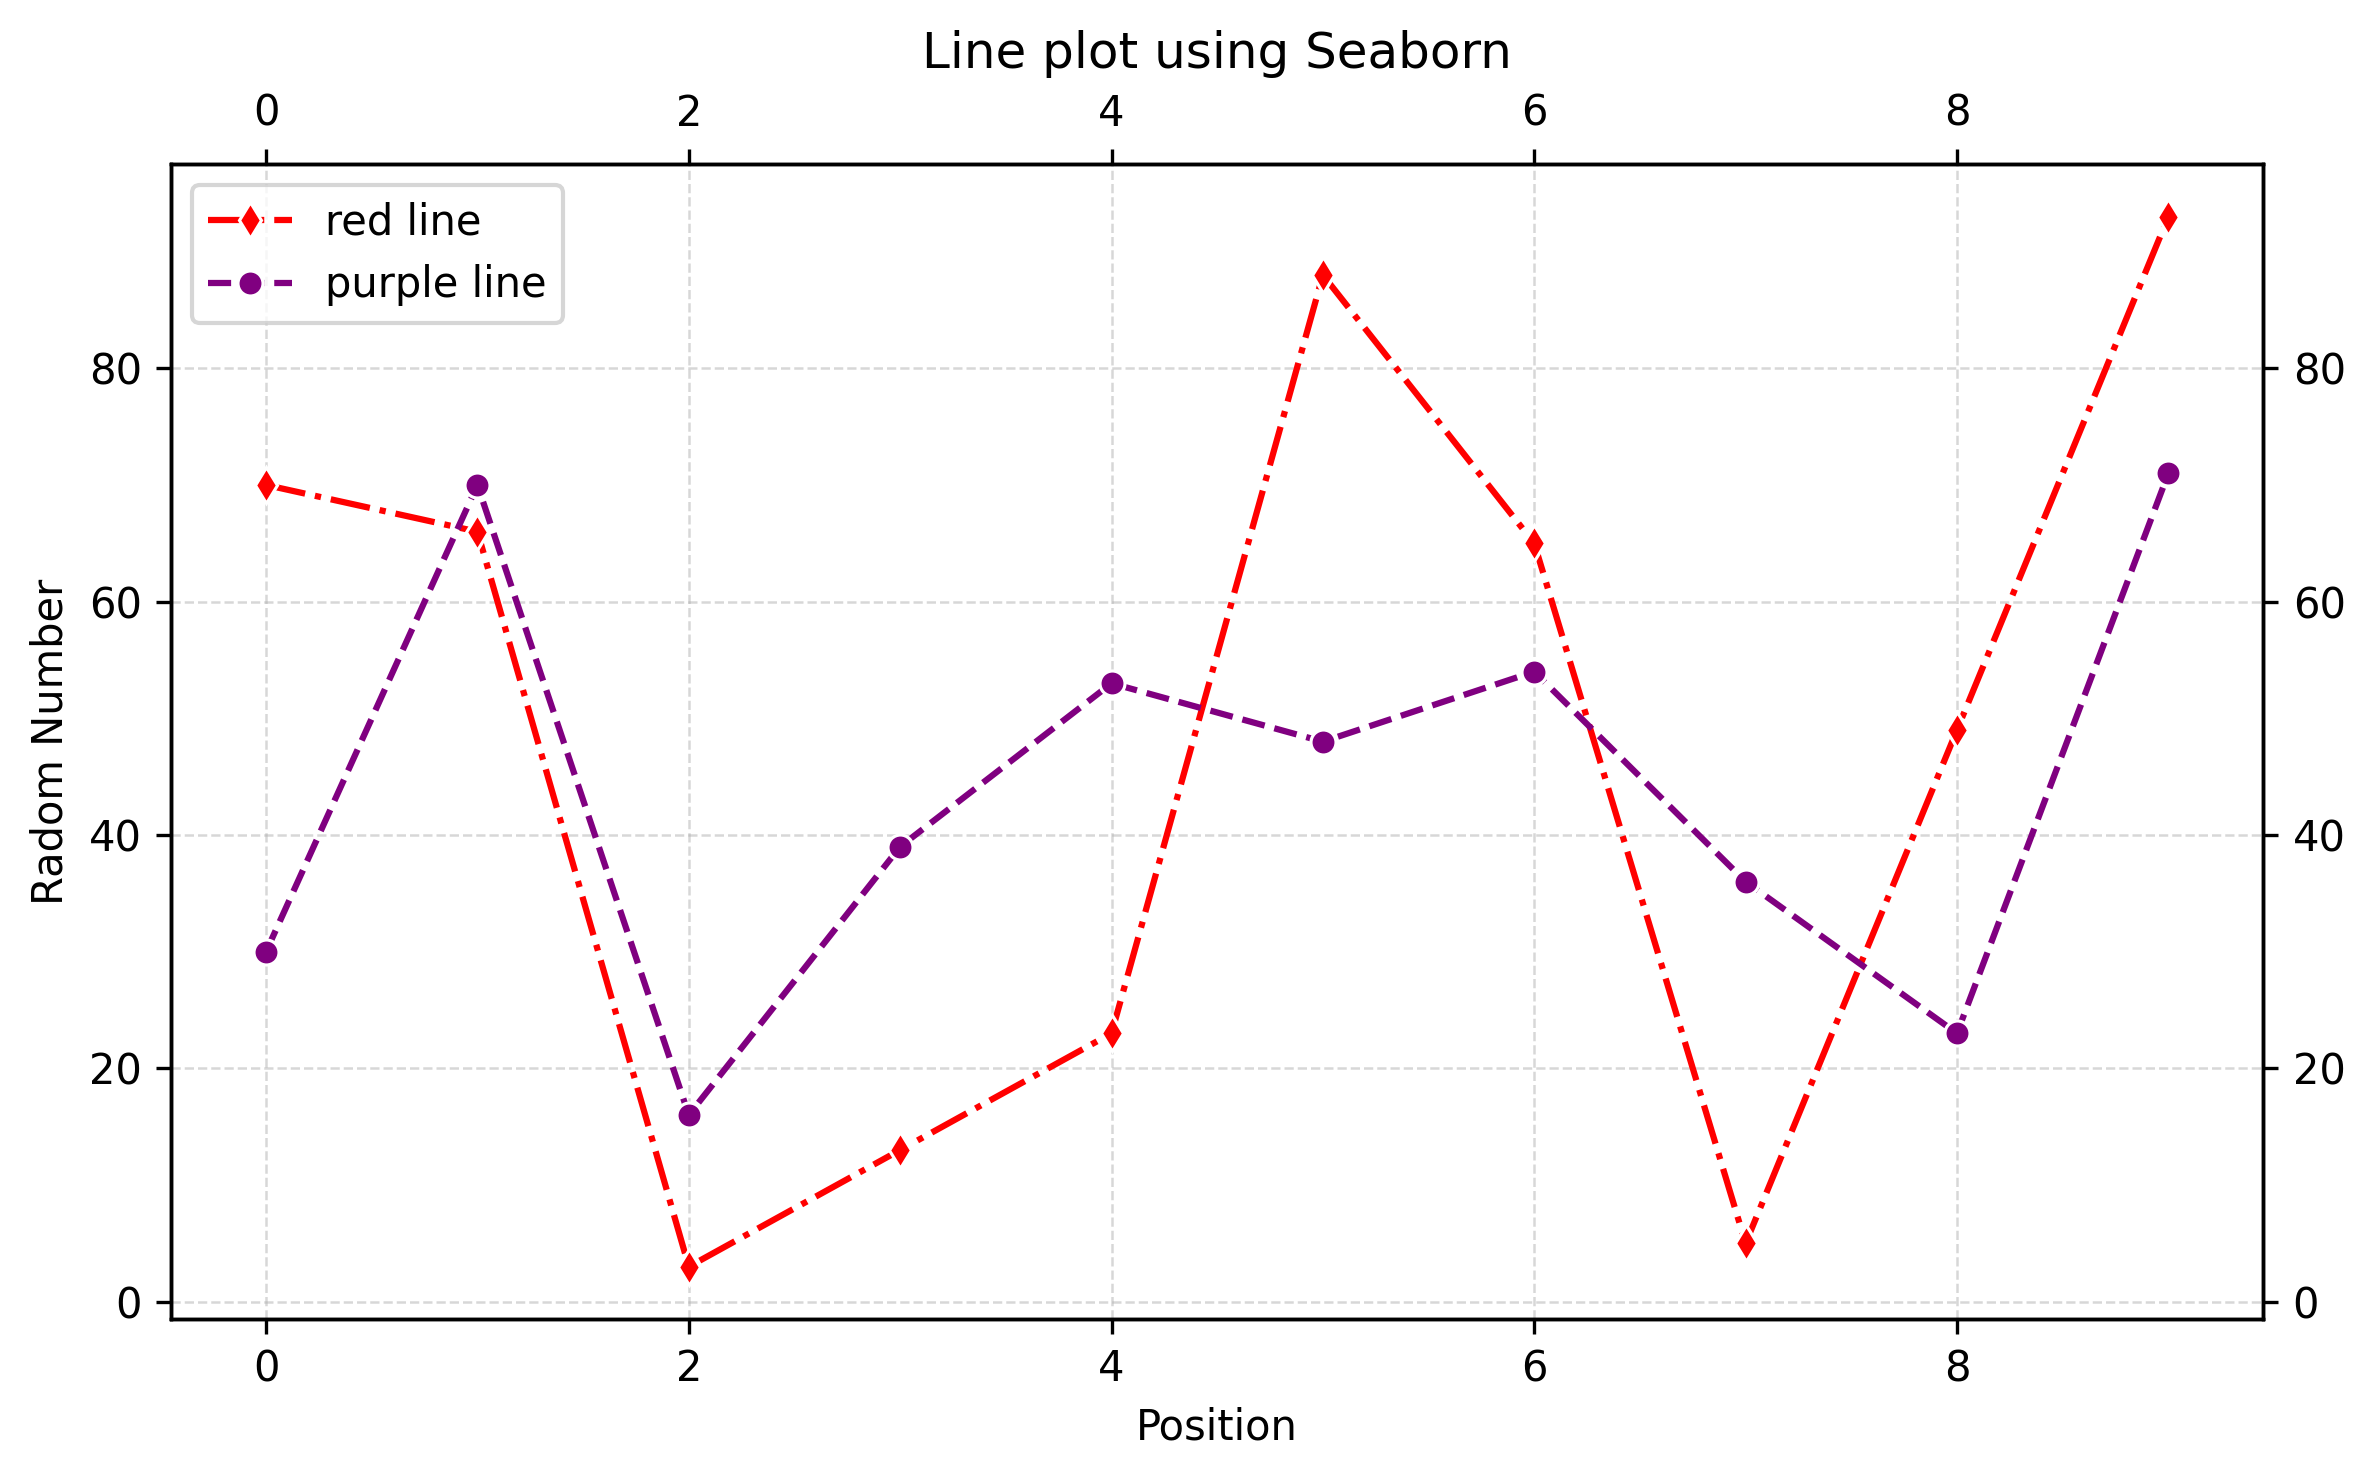 Line plot using Seaborn
0 2 4 6 8
red line
purple line
80 80
60 60
Radom Number
40 40
20 20
0 0
0 2 4 6 8
Position